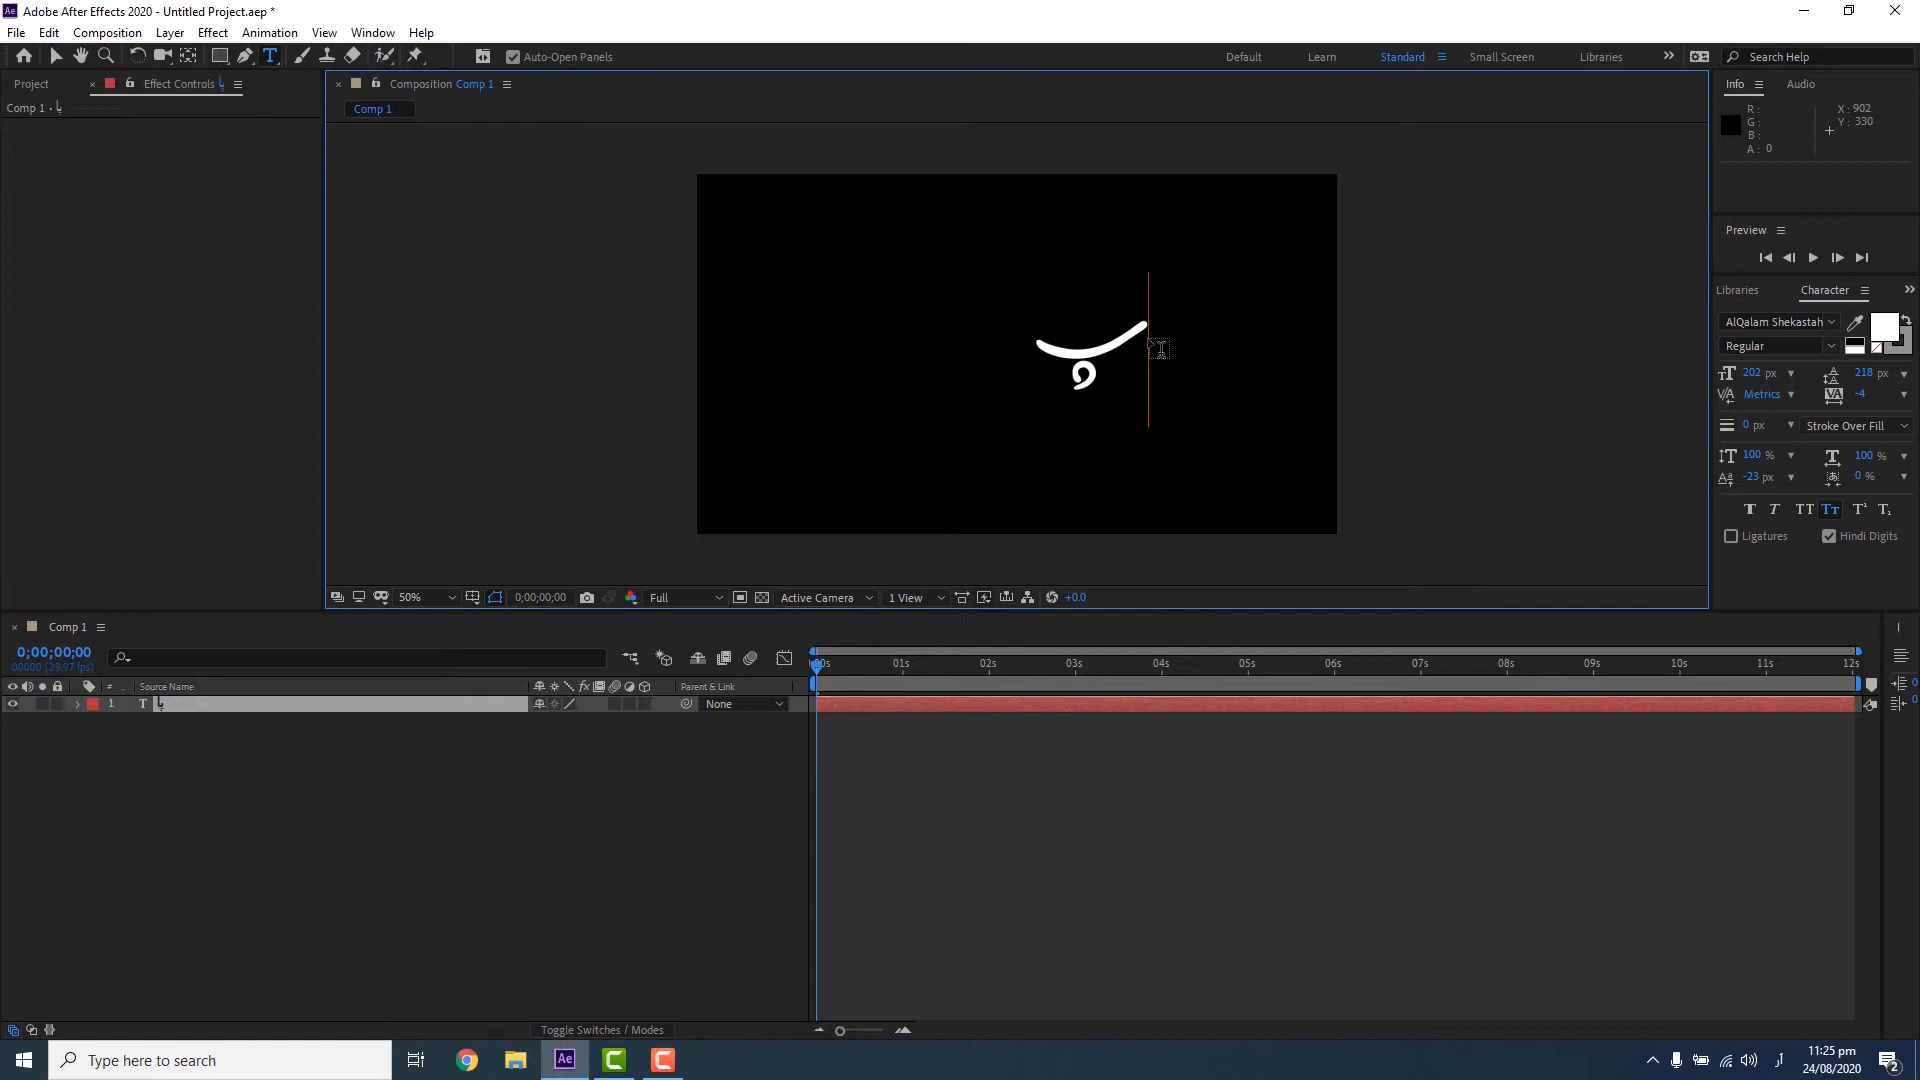 Adobe After Effects 2020 - Untitled Project.aep *
File Edit Composition Layer Effect Animation View Window Help
Auto-Open Panels
Default Learn Standard Small Screen Libraries
Search Help
Project
Effect Controls
Comp 1 •
Composition Comp 1
Comp 1
Info Audio
R :
G :
B :
A : 0
X : 902
Y : 330
Preview
Libraries Character
AlQalam Shekastah
Regular
202 px 218 px
Metrics -4
0 px Stroke Over Fill
100 % 100 %
-23 px 0 %
Ligatures Hindi Digits
50% 0;00;00;00 Full Active Camera 1 View +0.0
Comp 1
0;00;00;00
00000 (29.97 fps)
00s 01s 02s 03s 04s 05s 06s 07s 08s 09s 10s 11s 12s
# Source Name Parent & Link
1 T None
Toggle Switches / Modes
Type here to search
11:25 pm
24/08/2020
2